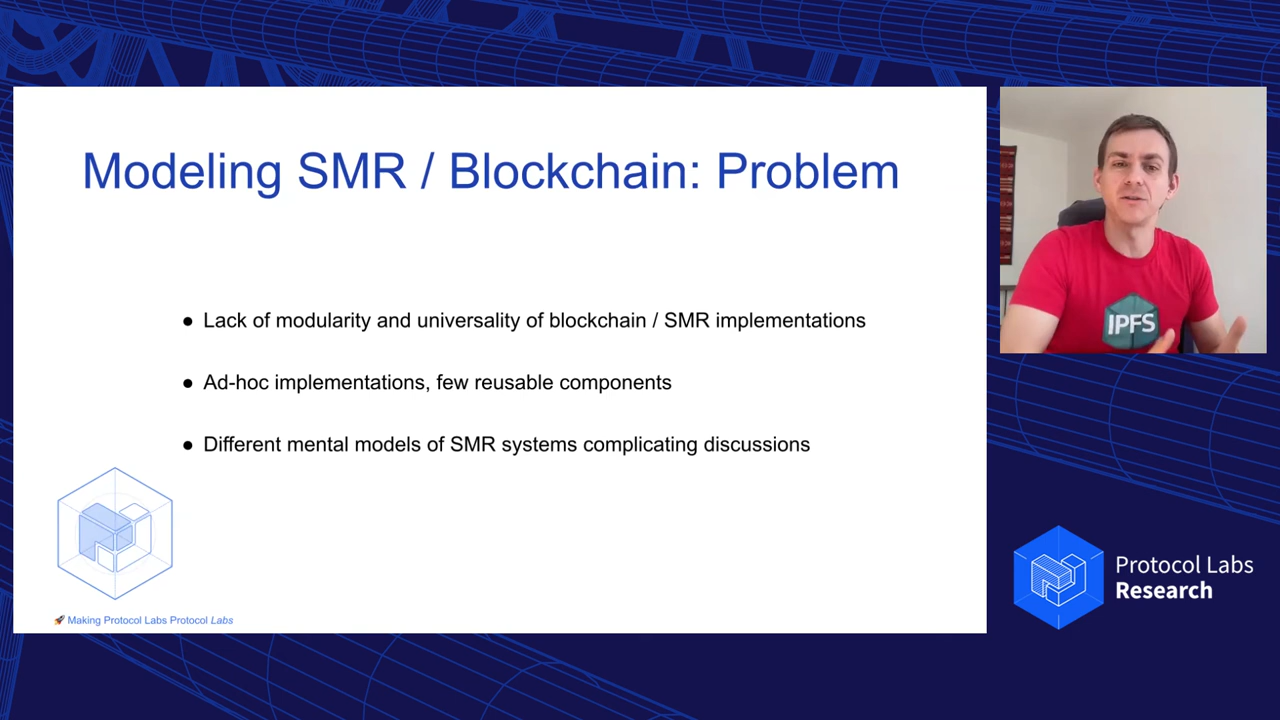 Modeling SMR / Blockchain: Problem
● Lack of modularity and universality of blockchain / SMR implementations
● Ad-hoc implementations, few reusable components
● Different mental models of SMR systems complicating discussions
🚀 Making Protocol Labs Protocol Labs
IPFS
Protocol Labs
Research